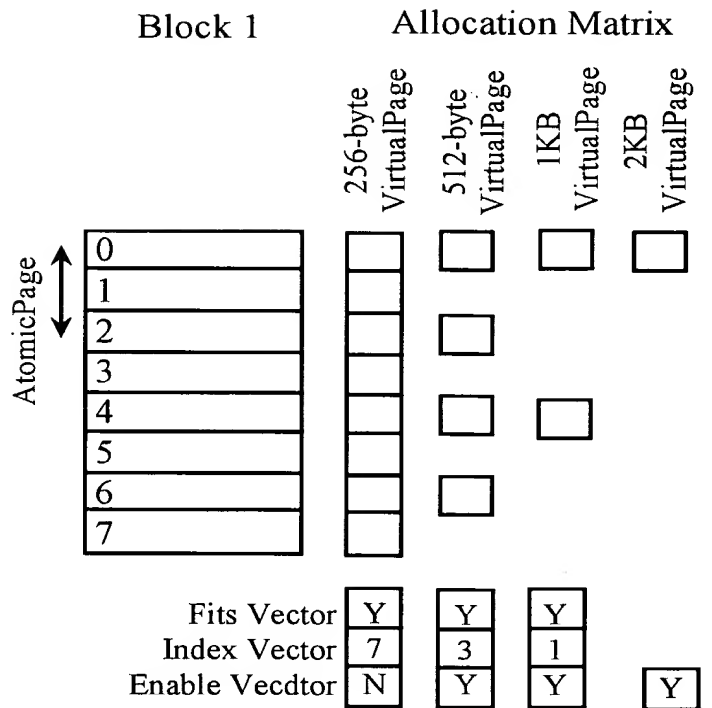 Block 1
Allocation Matrix
256-byte
VirtualPage
512-byte
VirtualPage
1KB
VirtualPage
2KB
VirtualPage
AtomicPage
0
1
2
3
4
5
6
7
Fits Vector Y Y Y
Index Vector 7 3 1
Enable Vecdtor N Y Y Y